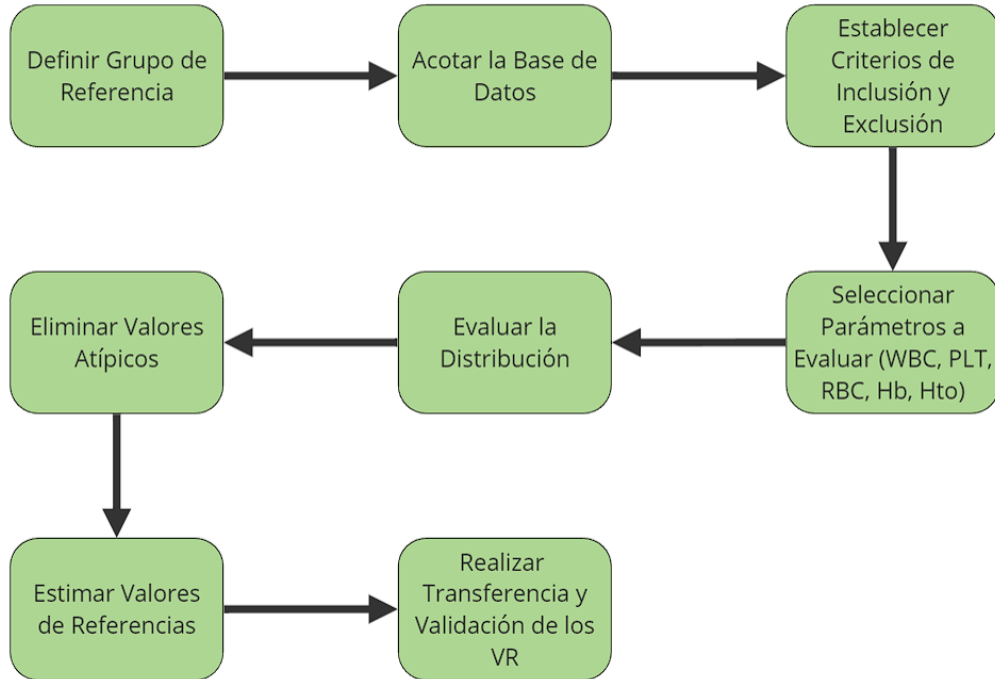 Definir Grupo de
Referencia
Acotar la Base de
Datos
Establecer
Criterios de
Inclusión y
Exclusión
Seleccionar
Parámetros a
Evaluar (WBC, PLT,
RBC, Hb, Hto)
Evaluar la
Distribución
Eliminar Valores
Atípicos
Estimar Valores
de Referencias
Realizar
Transferencia y
Validación de los
VR